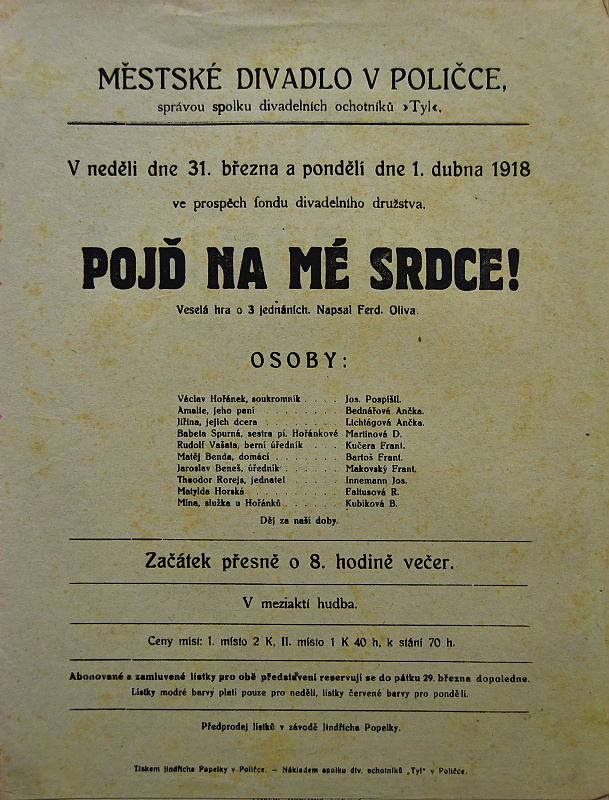 MĚSTSKÉ DIVADLO V POLIČCE,
správou spolku divadelních ochotníků »Tyl«.
V neděli dne 31. března a pondělí dne 1. dubna 1918
ve prospěch fondu divadelního družstva.
POJĎ NA MÉ SRDCE!
Veselá hra o 3 jednáních. Napsal Ferd. Oliva.
OSOBY:
Václav Hořánek, soukromník . . . . Jos. Pospíšil.
Amalie, jeho paní . . . . . . . . Bednářová Ančka.
Jiřina, jejich dcera . . . . . . . . Lichtágová Ančka.
Babeta Spurná, sestra pí. Hořánkové Martinová D.
Rudolf Vašata, berní úředník . . . Kučera Frant.
Matěj Benda, domácí . . . . . . . Bartoš Frant.
Jaroslav Beneš, úředník . . . . . . Makovský Frant.
Theodor Rorejs, jednatel . . . . . Innemann Jos.
Matylda Horská . . . . . . . . . Faltusová R.
Mína, služka u Hořánků . . . . . . Kubíková B.
Děj za naší doby.
Začátek přesně o 8. hodině večer.
V meziaktí hudba.
Ceny míst: I. místo 2 K, II. místo 1 K 40 h, k stání 70 h.
Abonované a zamluvené lístky pro obě představení reservují se do pátku 29. března dopoledne.
Lístky modré barvy platí pouze pro neděli, lístky červené barvy pro pondělí.
Předprodej lístků v závodě Jindřicha Popelky.
Tiskem Jindřicha Popelky v Poličce. – Nákladem spolku div. ochotníků „Tyl“ v Poličce.